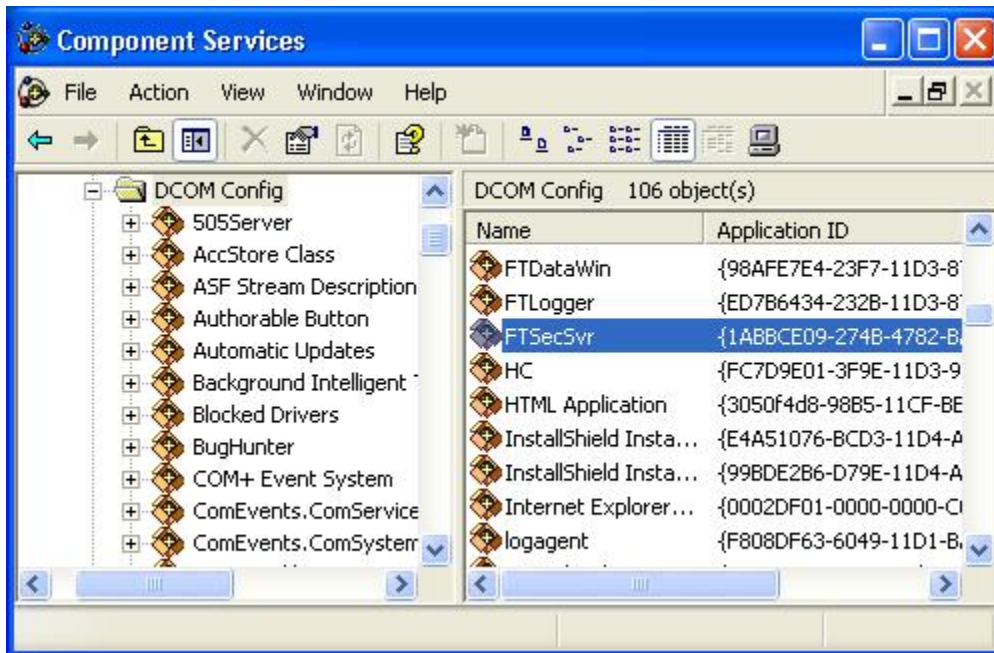 Component Services
File Action View Window Help
DCOM Config
505Server
AccStore Class
ASF Stream Description
Authorable Button
Automatic Updates
Background Intelligent
Blocked Drivers
BugHunter
COM+ Event System
ComEvents.ComService
ComEvents.ComSystem
DCOM Config 106 object(s)
Name Application ID
FTDataWin {98AFE7E4-23F7-11D3-8
FTLogger {ED7B6434-232B-11D3-8
FTSecSvr {1ABBCE09-274B-4782-B
HC {FC7D9E01-3F9E-11D3-9
HTML Application {3050f4d8-98B5-11CF-BE
InstallShield Insta... {E4A51076-BCD3-11D4-A
InstallShield Insta... {99BDE2B6-D79E-11D4-A
Internet Explorer... {0002DF01-0000-0000-C
logagent {F808DF63-6049-11D1-B